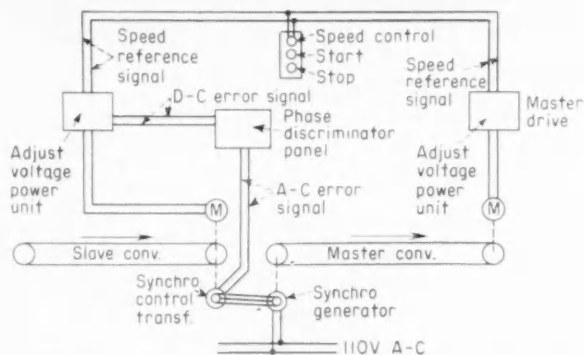 Speed
reference
signal
Speed control
Start
Stop
Speed
reference
signal
D-C error signal
Phase
discriminator
panel
Master
drive
Adjust
voltage
power
unit
Adjust
voltage
power
unit
A-C error
signal
M
M
Slave conv.
Master conv.
Synchro
control
transf.
Synchro
generator
110V A-C